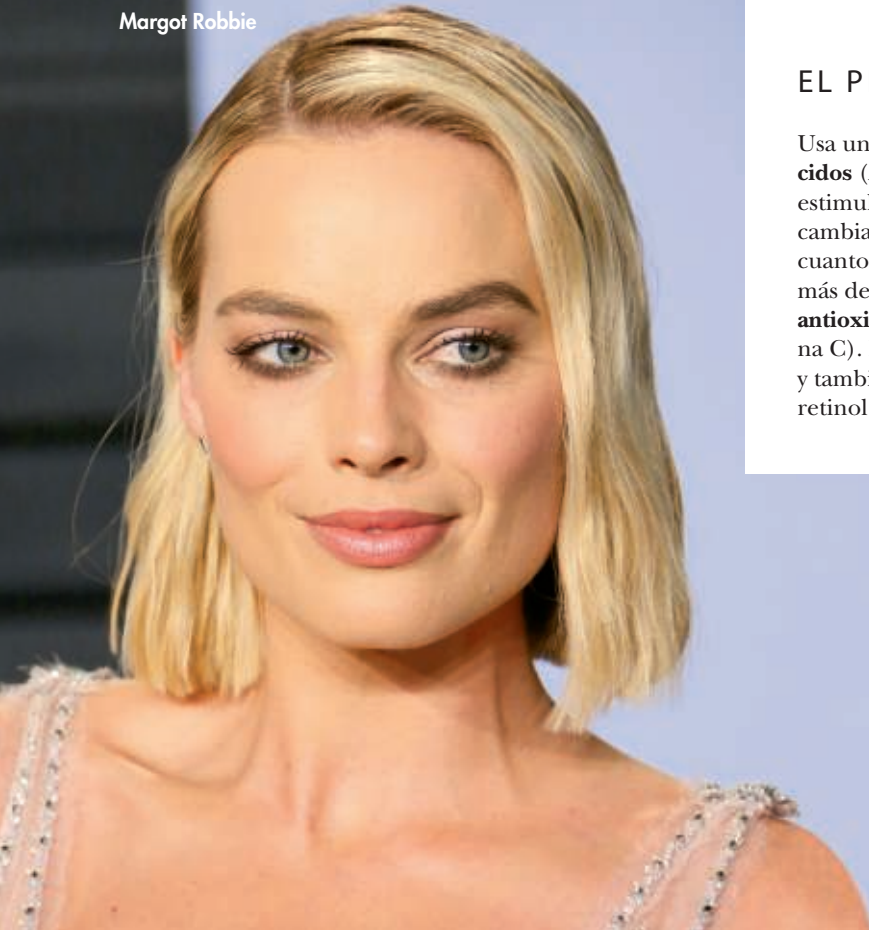 Margot Robbie
EL P
Usa un
cidos (
estimul
cambia
cuanto
más de
antioxi
na C).
y tambi
retinol